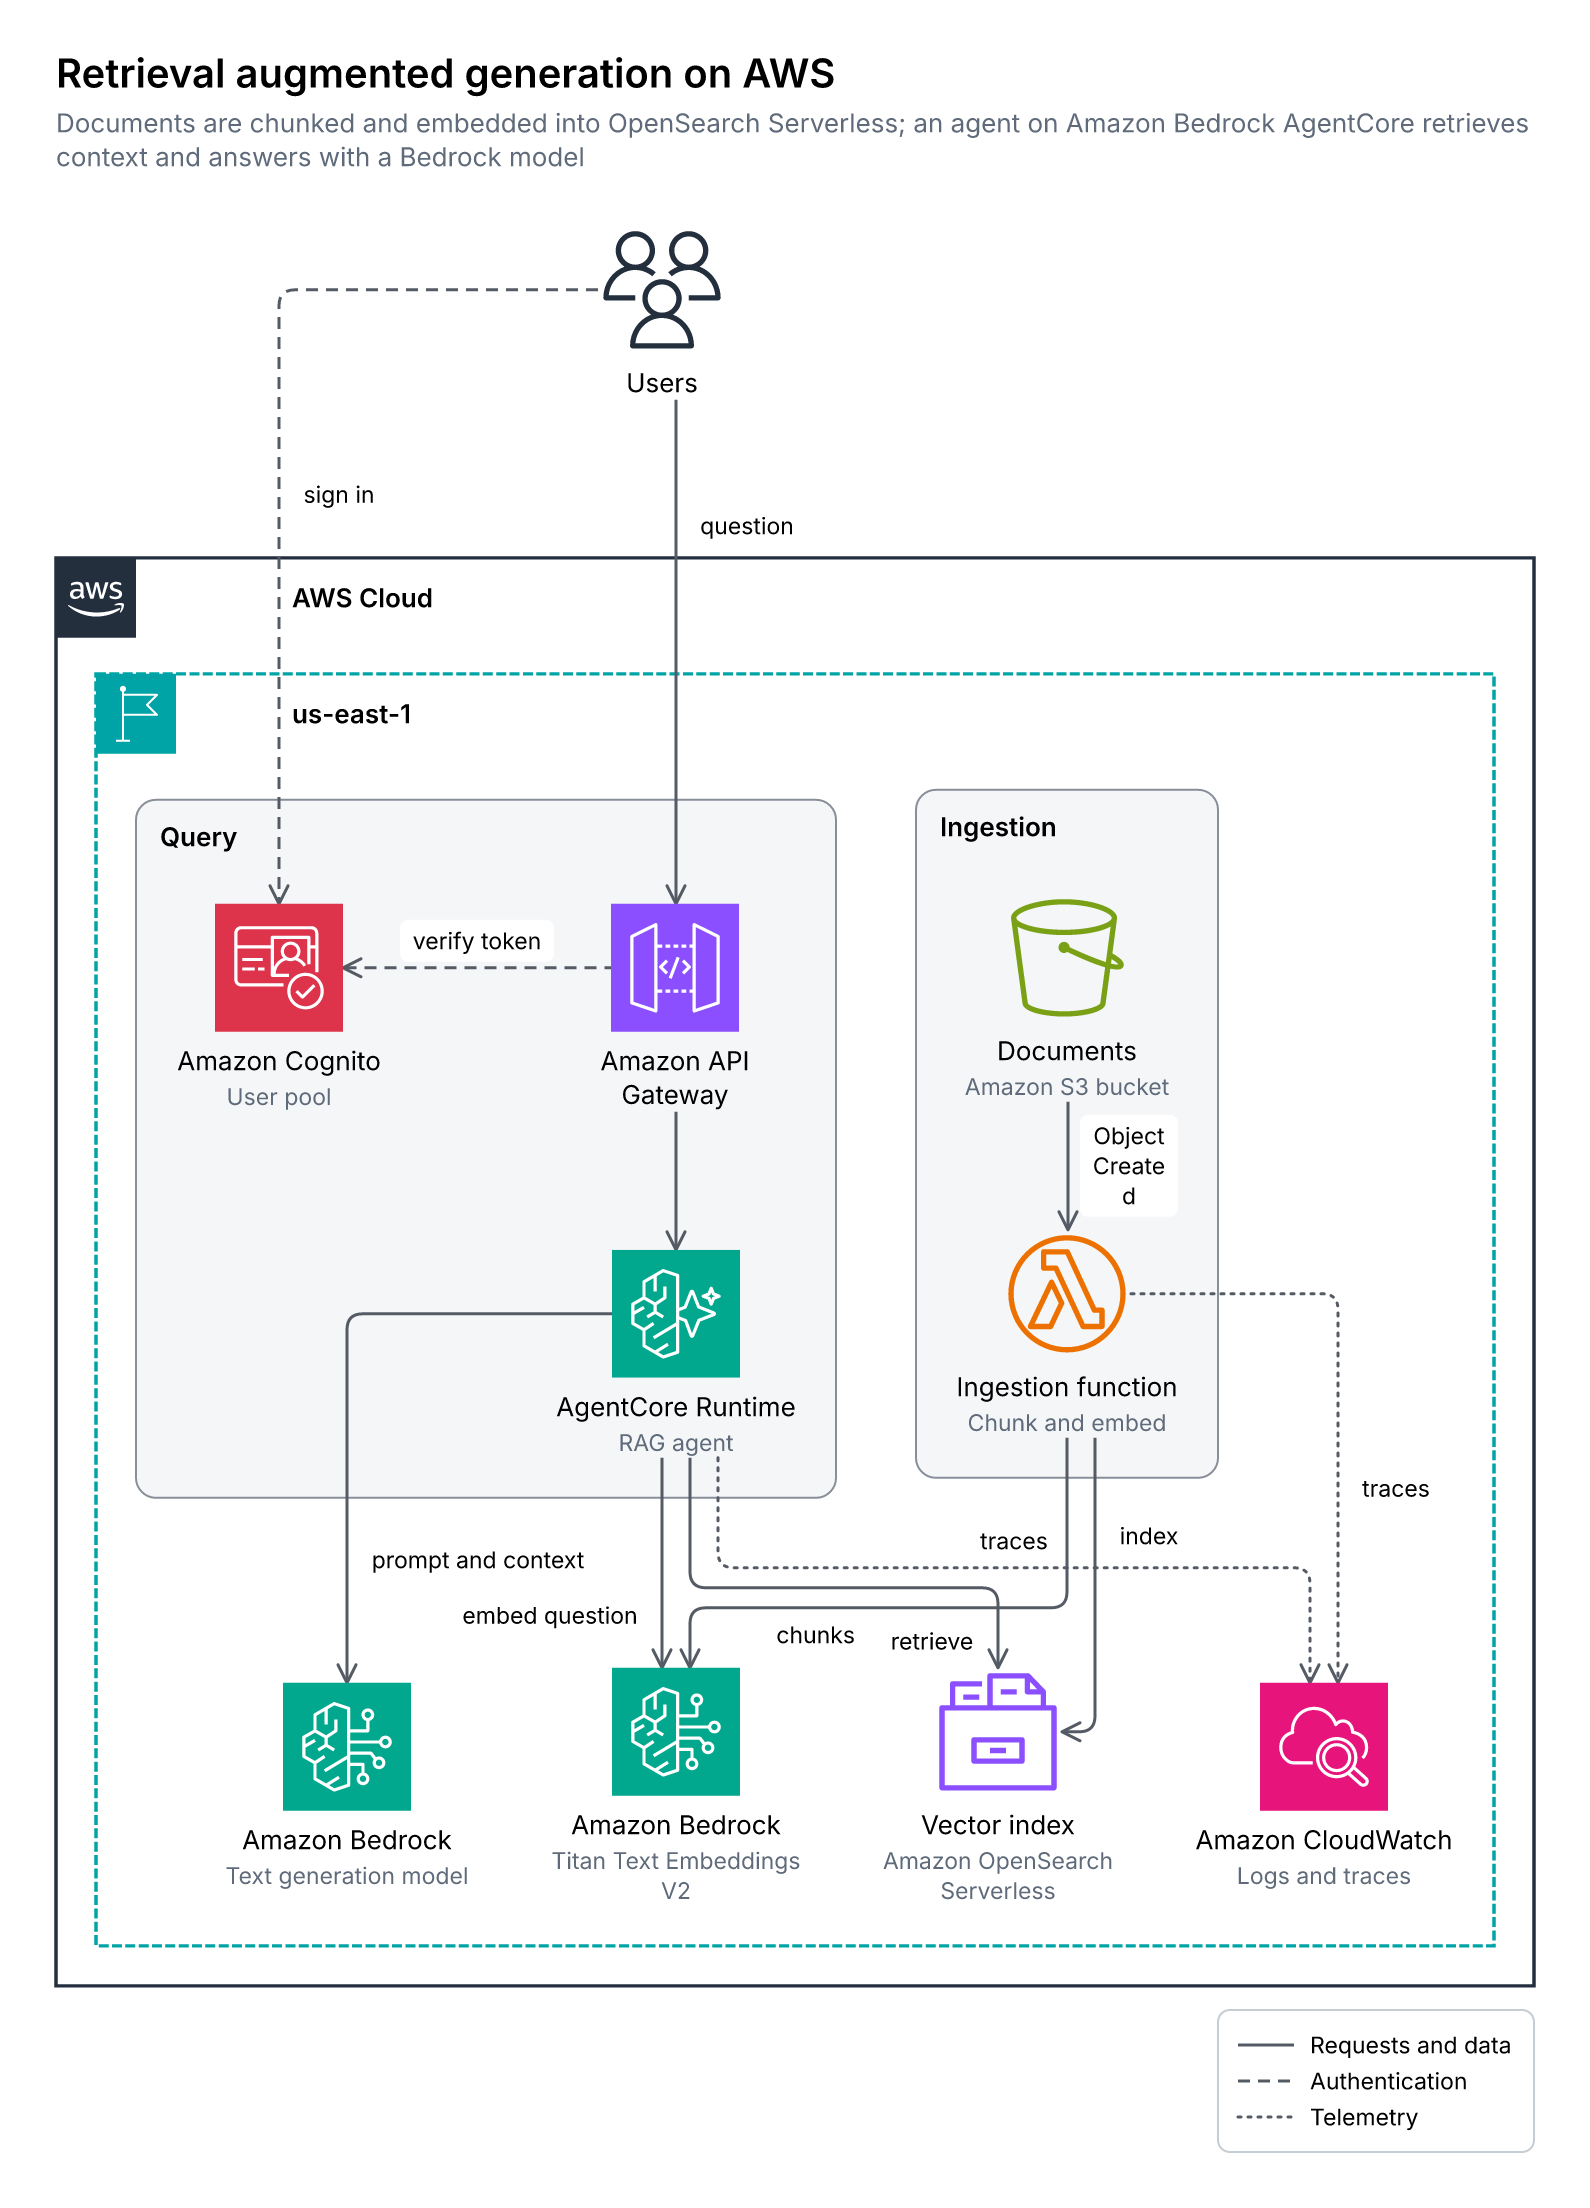 Retrieval augmented generation on AWS
Documents are chunked and embedded into OpenSearch Serverless; an agent on Amazon Bedrock AgentCore retrieves
context and answers with a Bedrock model
Users
sign in
question
aws
AWS Cloud
us-east-1
Query
Ingestion
verify token
Amazon Cognito
User pool
Amazon API
Gateway
Documents
Amazon S3 bucket
Object
Create
d
AgentCore Runtime
RAG agent
Ingestion function
Chunk and embed
traces
traces
index
prompt and context
embed question
chunks
retrieve
Amazon Bedrock
Text generation model
Amazon Bedrock
Titan Text Embeddings
V2
Vector index
Amazon OpenSearch
Serverless
Amazon CloudWatch
Logs and traces
Requests and data
Authentication
Telemetry